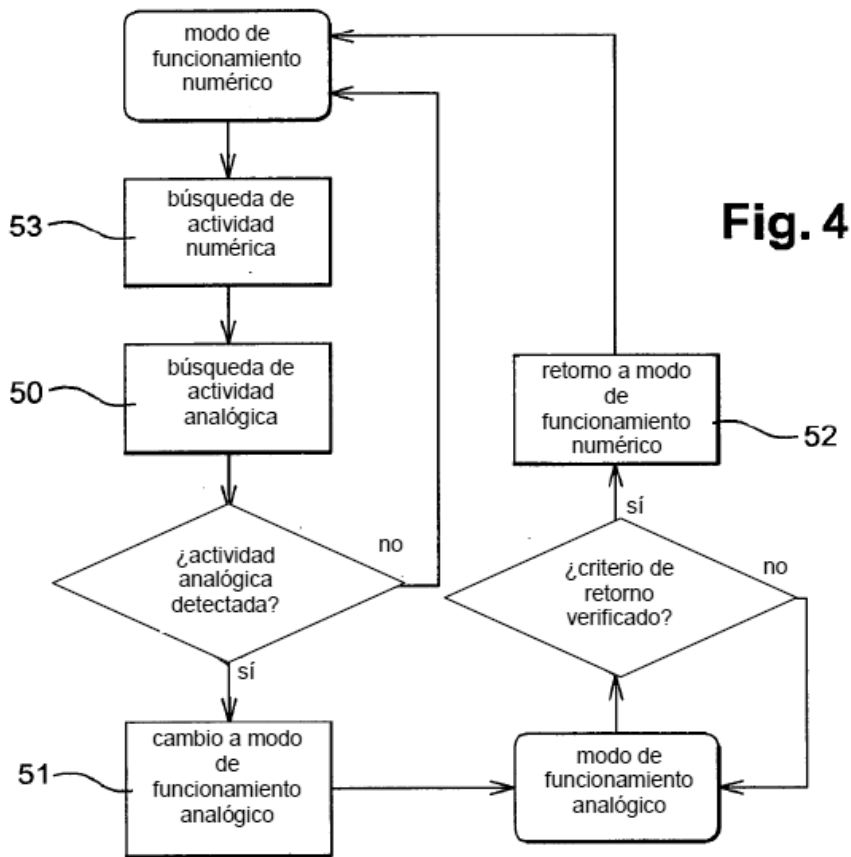 modo de
funcionamiento
numérico
53
búsqueda de
actividad
numérica
Fig. 4
50
búsqueda de
actividad
analógica
retorno a modo
de
funcionamiento
numérico
52
¿actividad
analógica
detectada?
no
sí
sí
¿criterio de
retorno
verificado?
no
51
cambio a modo
de
funcionamiento
analógico
modo de
funcionamiento
analógico